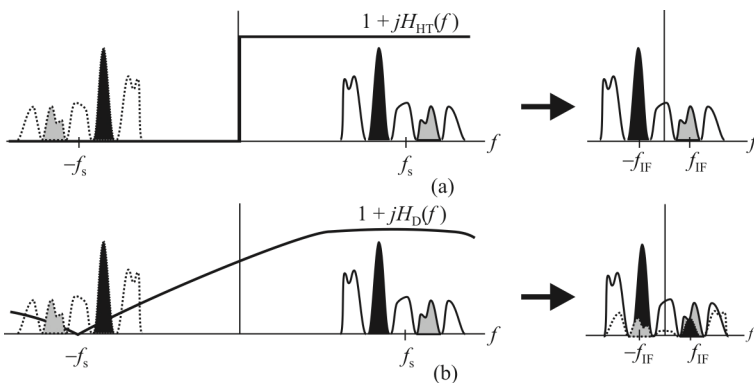 1 + jH_HT(f)
−f_s
f_s
f
−f_IF
f_IF
f
(a)
1 + jH_D(f)
−f_s
f_s
f
−f_IF
f_IF
f
(b)